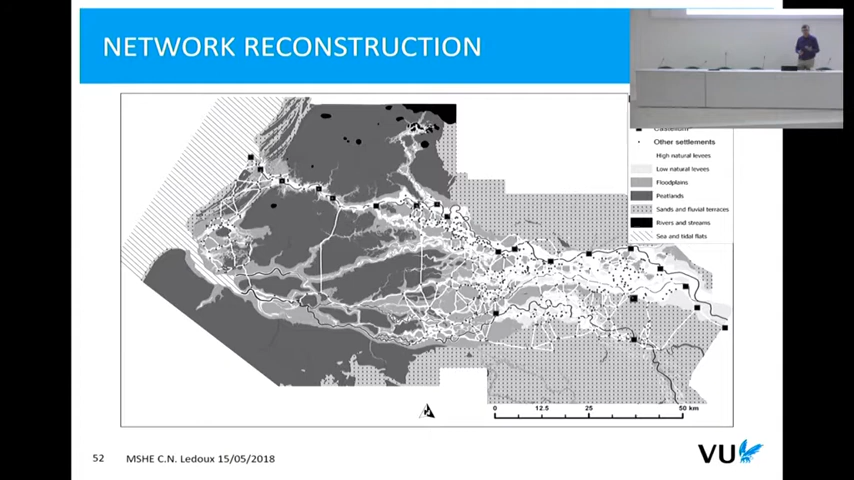 NETWORK RECONSTRUCTION
Castellum
Other settlements
High natural levees
Low natural levees
Floodplains
Peatlands
Sands and fluvial terraces
Rivers and streams
Sea and tidal flats
0 12.5 25 50 km
52 MSHE C.N. Ledoux 15/05/2018
VU